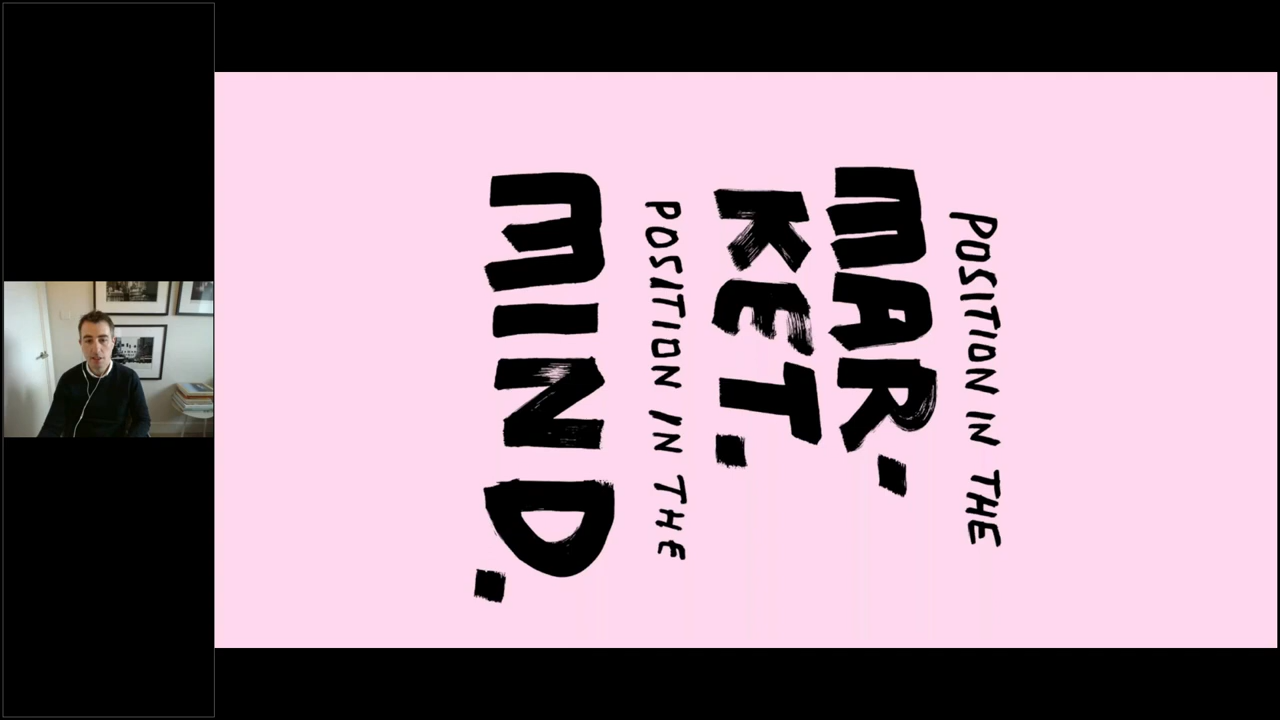 POSITION IN THE
MAR.
KET.
POSITION IN THE
MIND.